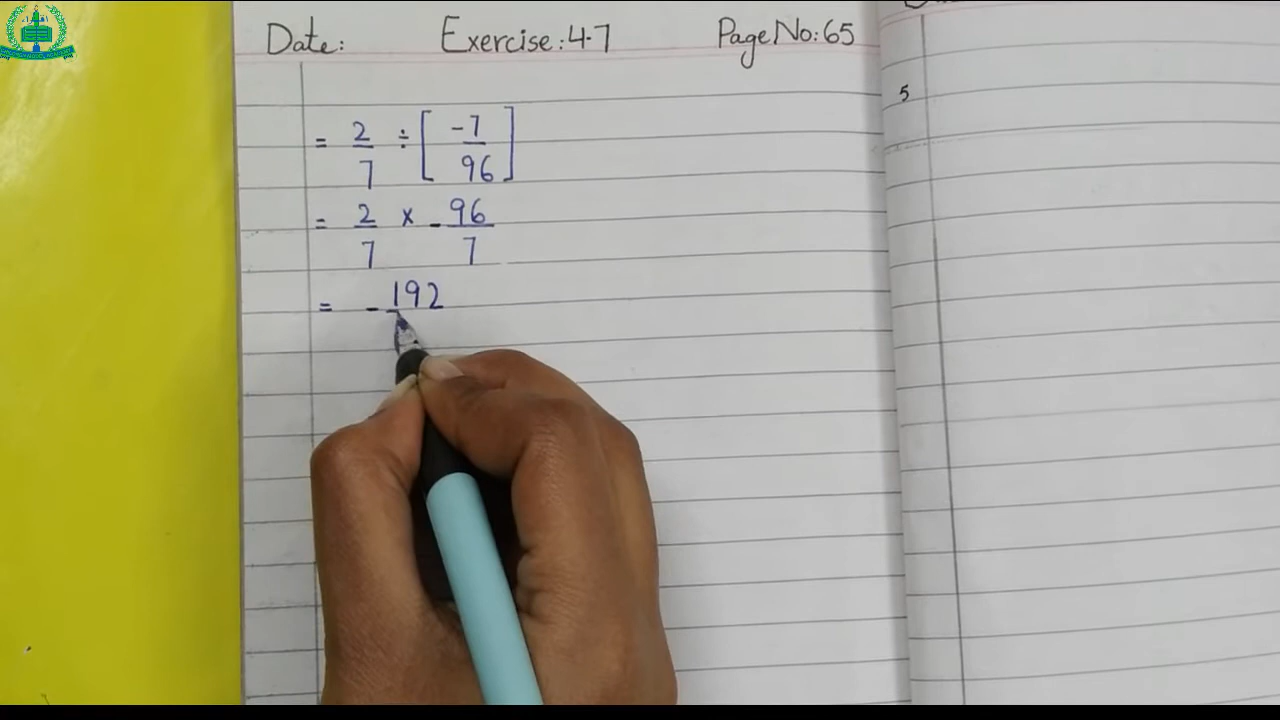 Date: Exercise: 4.7 Page No: 65
= 2/7 ÷ [-7/96]
= 2/7 × -96/7
= -192
5